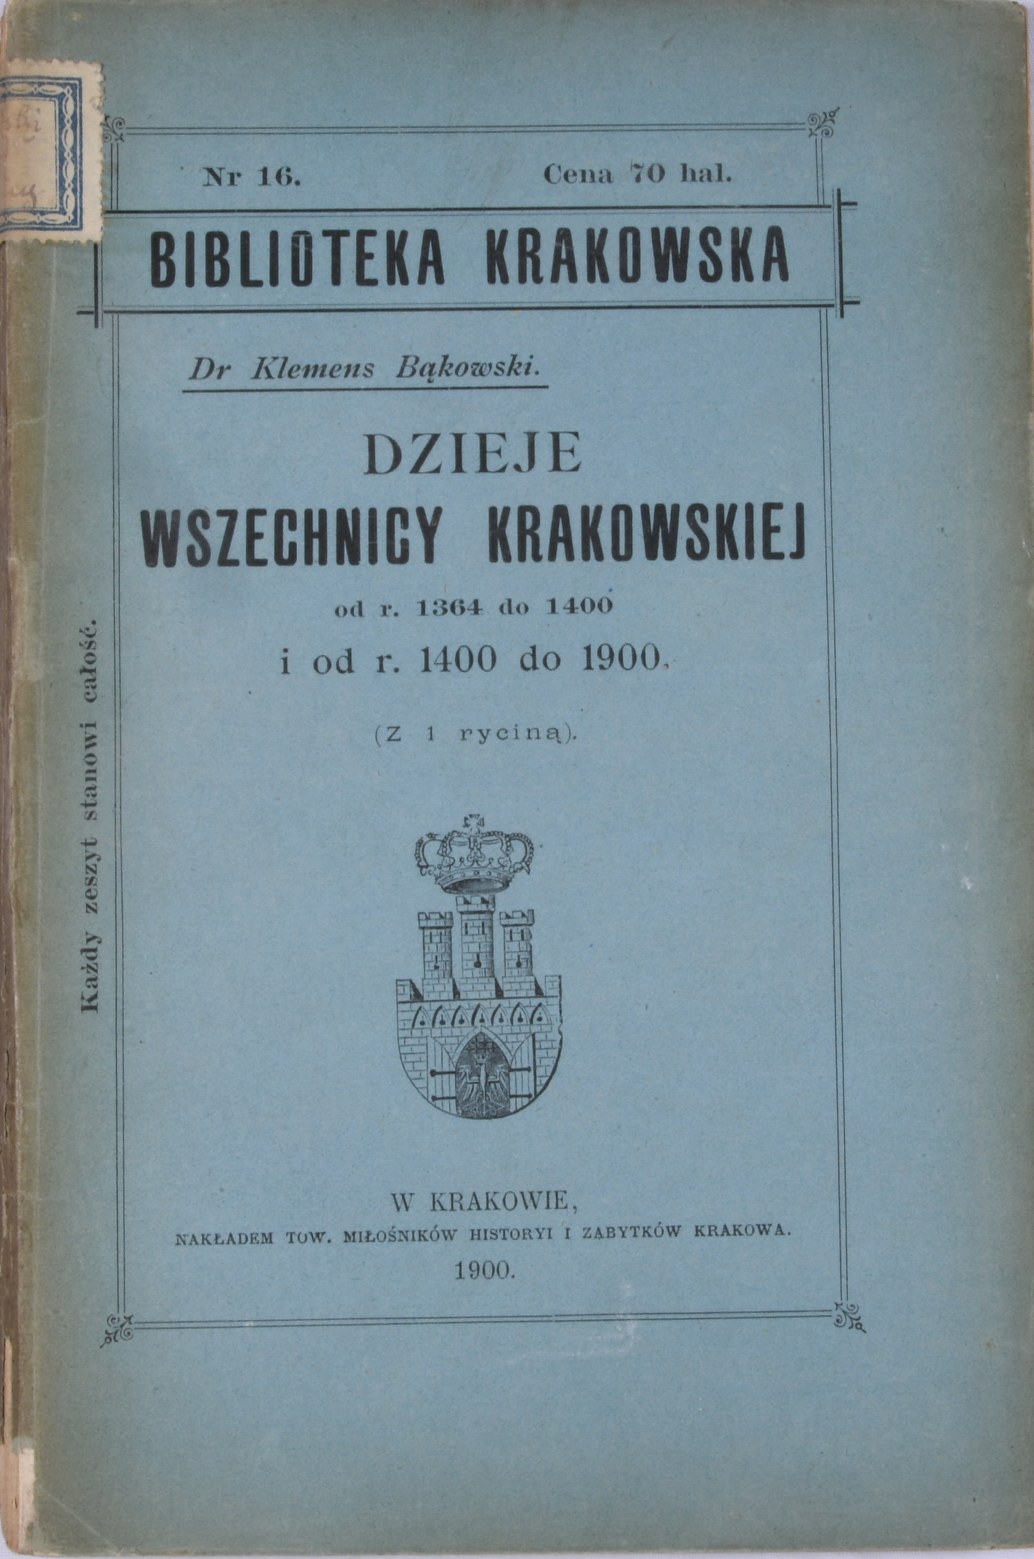 Nr 16. Cena 70 hal.
BIBLIOTEKA KRAKOWSKA
Dr Klemens Bąkowski.
DZIEJE
WSZECHNICY KRAKOWSKIEJ
od r. 1364 do 1400
i od r. 1400 do 1900.
(Z 1 ryciną).
Każdy zeszyt stanowi całość.
W KRAKOWIE,
NAKŁADEM TOW. MIŁOŚNIKÓW HISTORYI I ZABYTKÓW KRAKOWA.
1900.